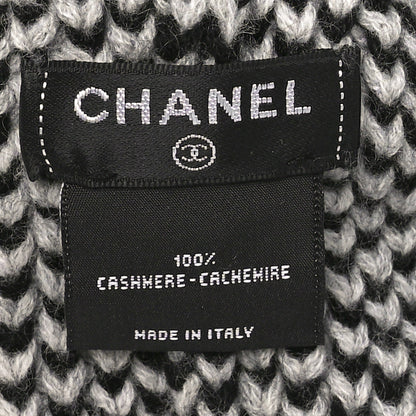 CHANEL
100%
CASHMERE-CACHEMIRE
MADE IN ITALY